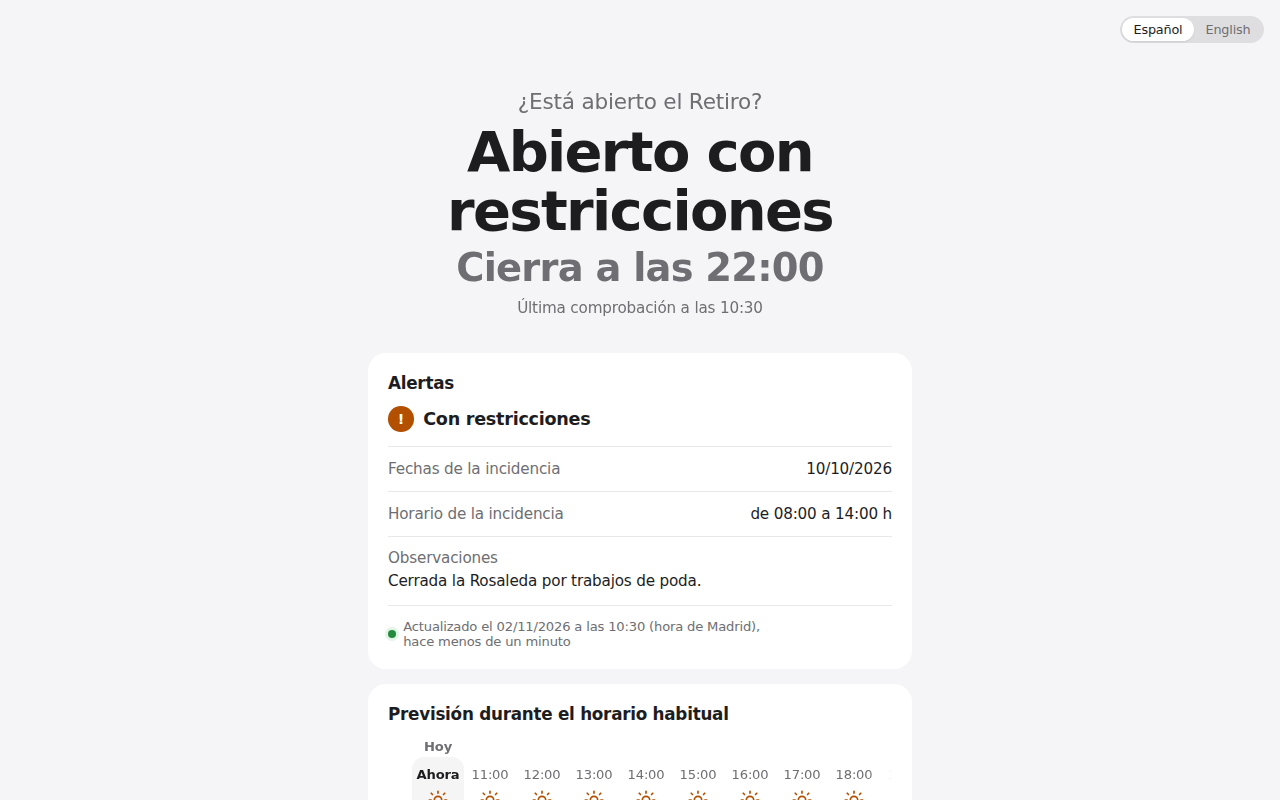 Español English
¿Está abierto el Retiro?
Abierto con
restricciones
Cierra a las 22:00
Última comprobación a las 10:30
Alertas
! Con restricciones
Fechas de la incidencia 10/10/2026
Horario de la incidencia de 08:00 a 14:00 h
Observaciones
Cerrada la Rosaleda por trabajos de poda.
Actualizado el 02/11/2026 a las 10:30 (hora de Madrid),
hace menos de un minuto
Previsión durante el horario habitual
Hoy
Ahora 11:00 12:00 13:00 14:00 15:00 16:00 17:00 18:00